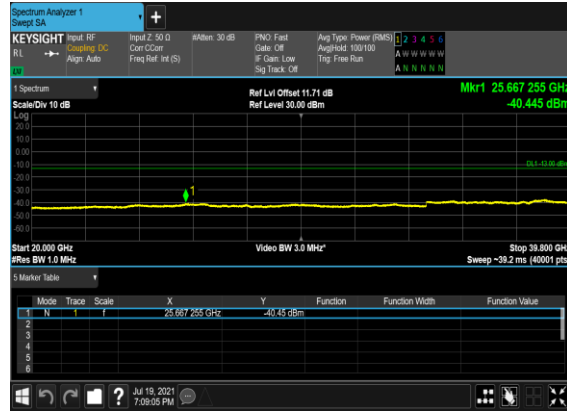 Spectrum Analyzer 1
Swept SA
+
KEYSIGHT Input: RF Input Z: 50 Ω #Atten: 30 dB PNO: Fast Avg Type: Power (RMS) 1 2 3 4 5 6
RL Coupling: DC Corr CCorr Gate: Off Avg|Hold: 100/100 A W W W W W
Align: Auto Freq Ref: Int (S) IF Gain: Low Trig: Free Run
Sig Track: Off A N N N N N
1 Spectrum Ref Lvl Offset 11.71 dB Mkr1 25.667 255 GHz
Scale/Div 10 dB Ref Level 30.00 dBm -40.445 dBm
Log
20.0
10.0
0.00
-10.0 DL1 -13.00 dBm
-20.0
-30.0
1
-40.0
-50.0
-60.0
Start 20.000 GHz Video BW 3.0 MHz* Stop 39.800 GHz
#Res BW 1.0 MHz Sweep ~39.2 ms (40001 pts)
5 Marker Table
Mode Trace Scale X Y Function Function Width Function Value
1 N 1 f 25.667 255 GHz -40.45 dBm
2
3
4
5
6
? Jul 19, 2021
7:09:05 PM